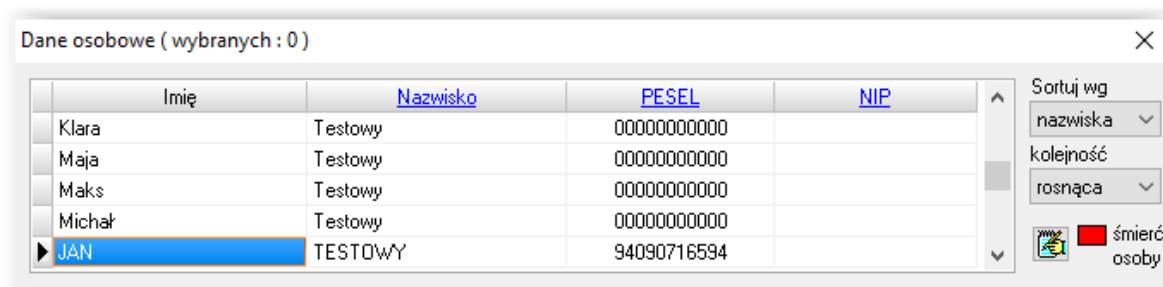 Dane osobowe ( wybranych : 0 )
Imię Nazwisko PESEL NIP
Klara Testowy 00000000000
Maja Testowy 00000000000
Maks Testowy 00000000000
Michał Testowy 00000000000
JAN TESTOWY 94090716594
Sortuj wg
nazwiska
kolejność
rosnąca
śmierć
osoby